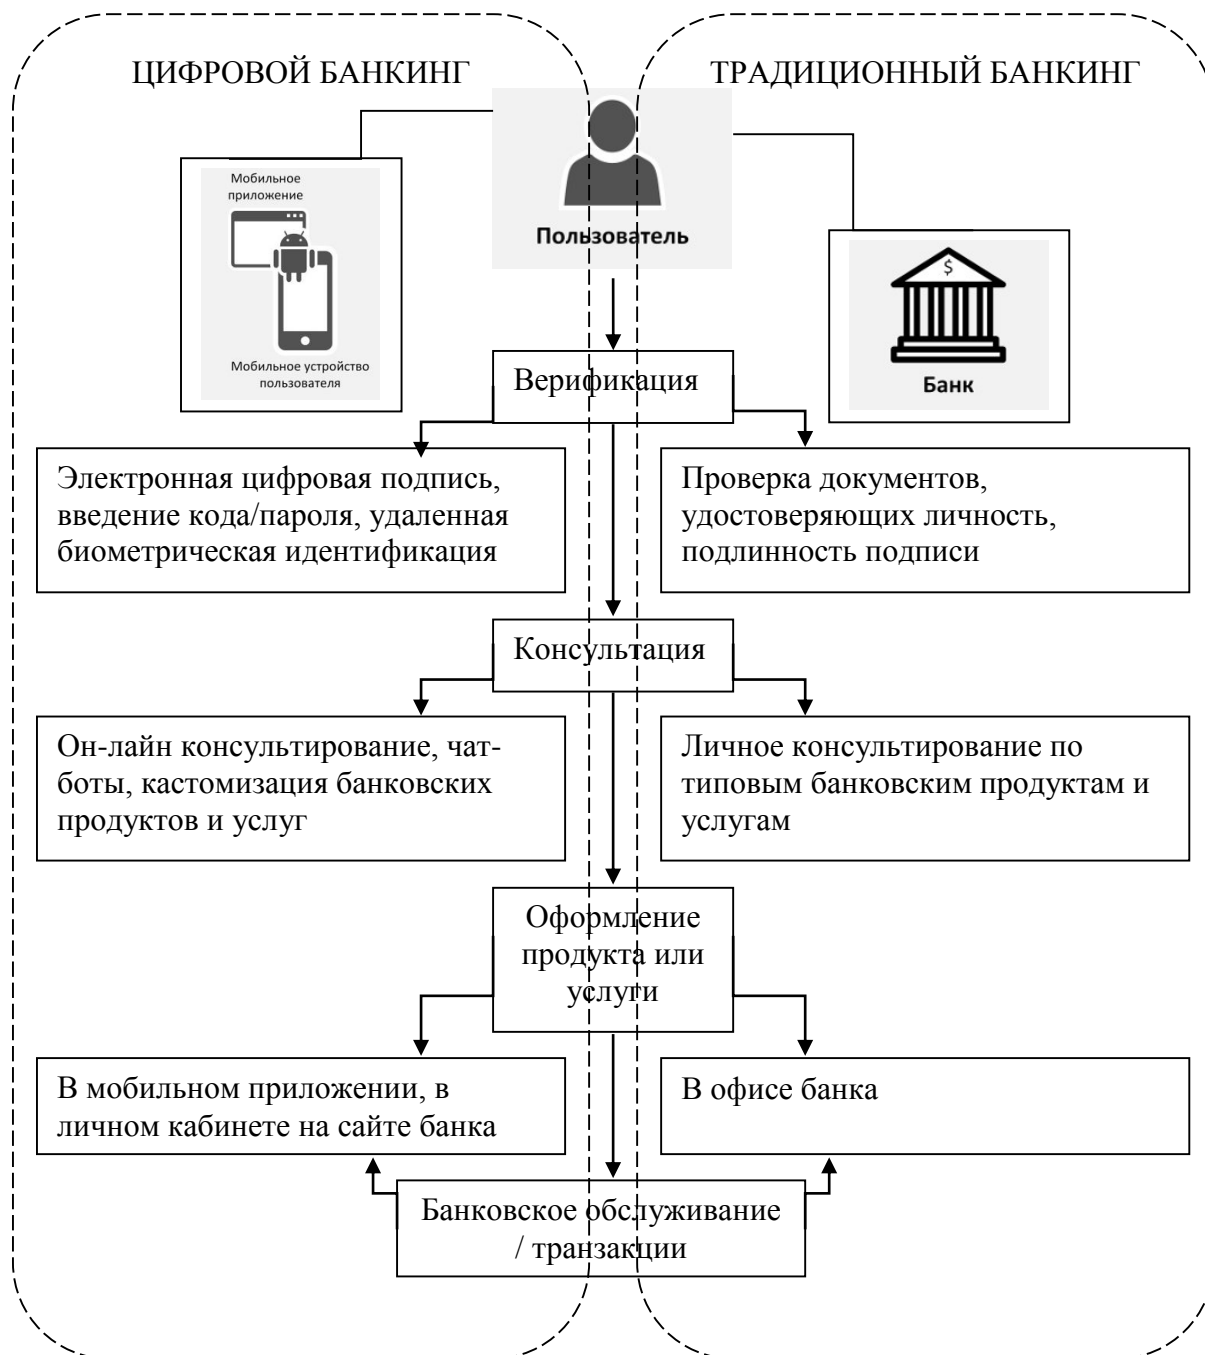 ЦИФРОВОЙ БАНКИНГ
ТРАДИЦИОННЫЙ БАНКИНГ
Мобильное
приложение
Мобильное устройство
пользователя
Пользователь
$
Банк
Верификация
Электронная цифровая подпись,
введение кода/пароля, удаленная
биометрическая идентификация
Проверка документов,
удостоверяющих личность,
подлинность подписи
Консультация
Он-лайн консультирование, чат-
боты, кастомизация банковских
продуктов и услуг
Личное консультирование по
типовым банковским продуктам и
услугам
Оформление
продукта или
услуги
В мобильном приложении, в
личном кабинете на сайте банка
В офисе банка
Банковское обслуживание
/ транзакции